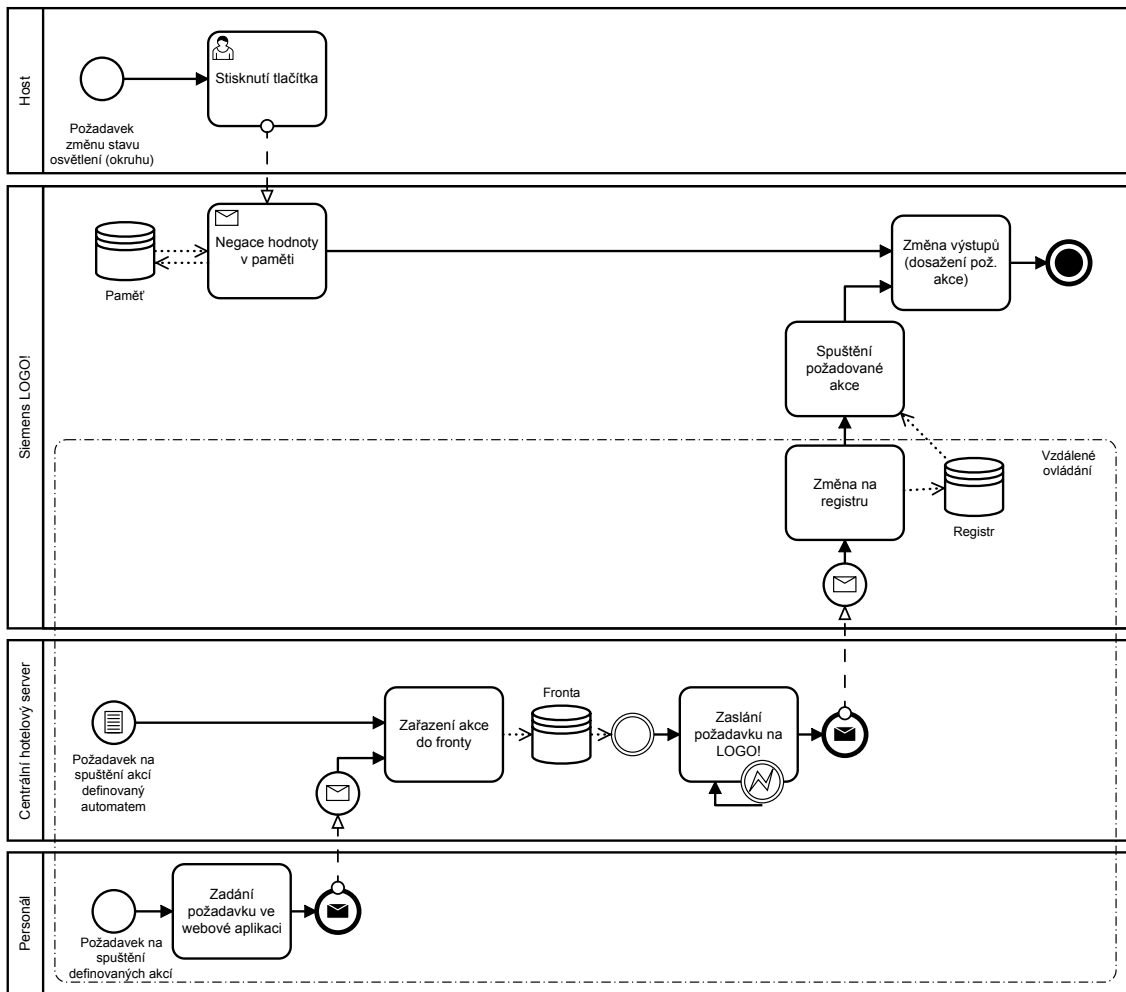 Host
Stisknutí tlačítka
Požadavek
změnu stavu
osvětlení (okruhu)
Siemens LOGO!
Negace hodnoty
v paměti
Paměť
Změna výstupů
(dosažení pož.
akce)
Spuštění
požadované
akce
Vzdálené
ovládání
Změna na
registru
Registr
Centrální hotelový server
Požadavek na
spuštění akcí
definovaný
automatem
Zařazení akce
do fronty
Fronta
Zaslání
požadavku na
LOGO!
Personál
Požadavek na
spuštění
definovaných akcí
Zadání
požadavku ve
webové aplikaci